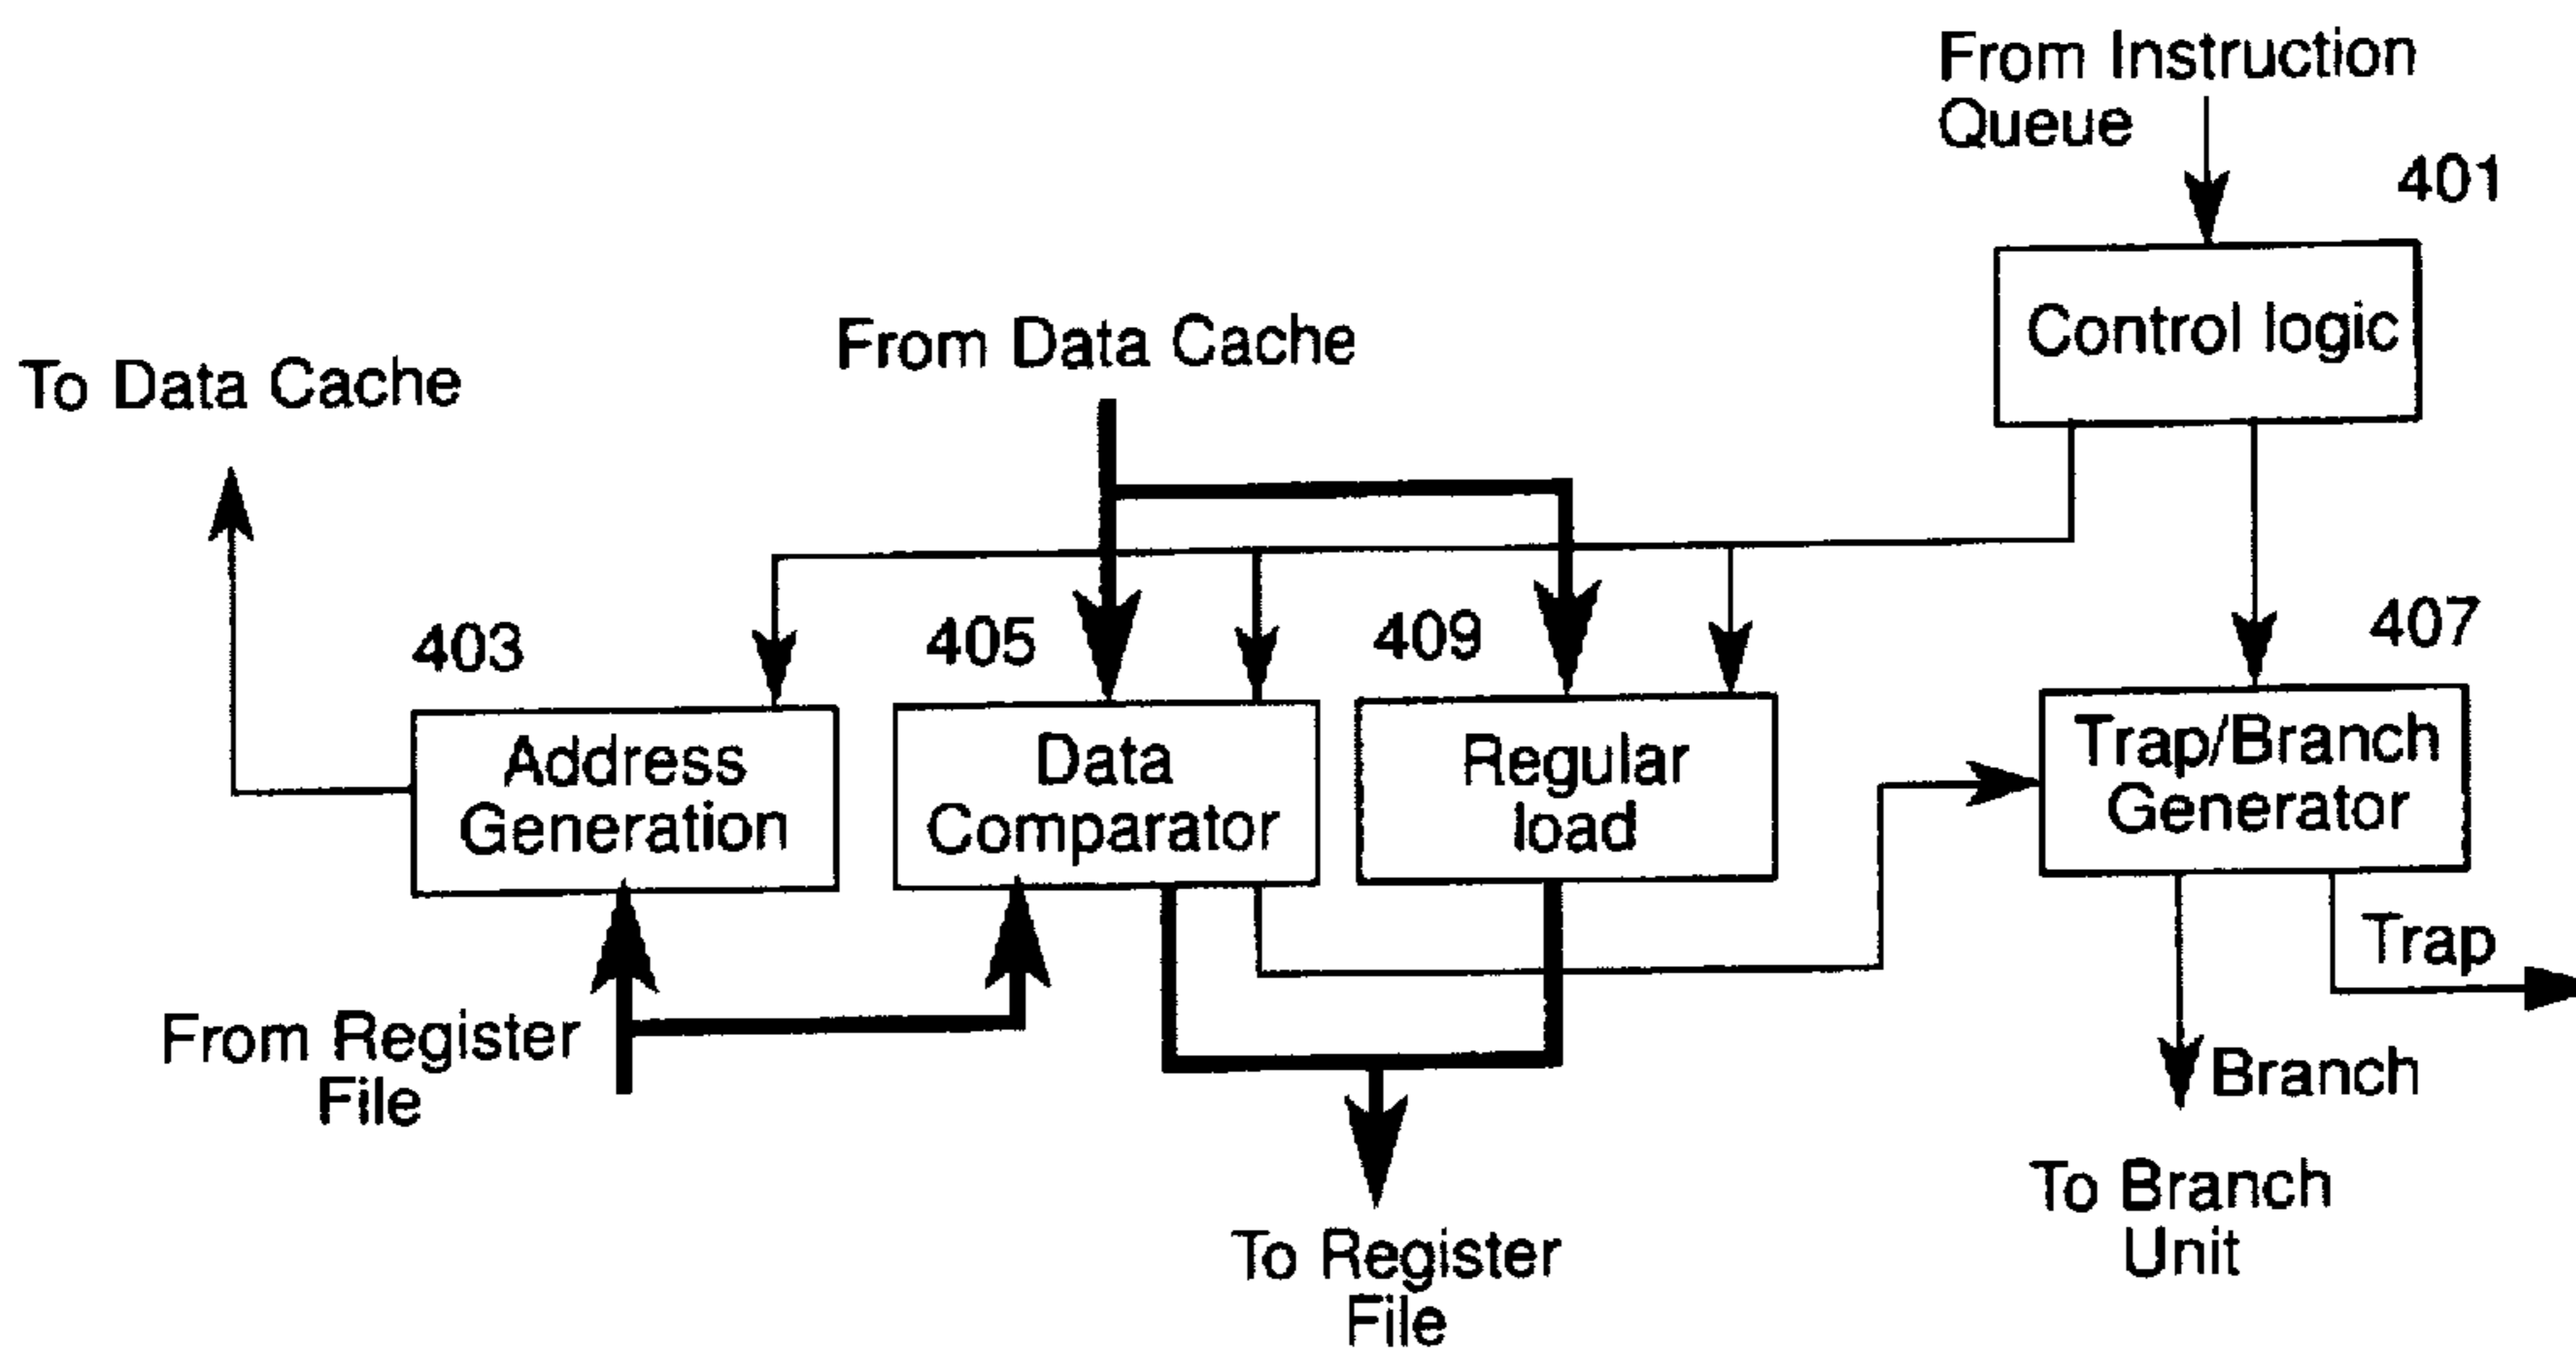 From Instruction
Queue
401
Control logic
From Data Cache
To Data Cache
403
405
409
407
Address
Generation
Data
Comparator
Regular
load
Trap/Branch
Generator
Trap
From Register
File
Branch
To Branch
Unit
To Register
File